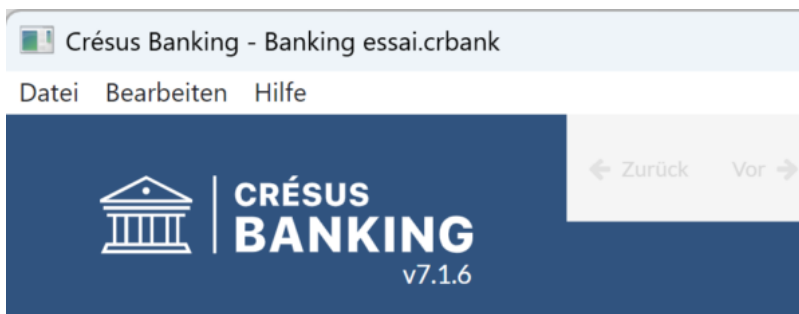 Crésus Banking - Banking essai.crbank
Datei Bearbeiten Hilfe
Zurück Vor
CRÉSUS
BANKING
v7.1.6